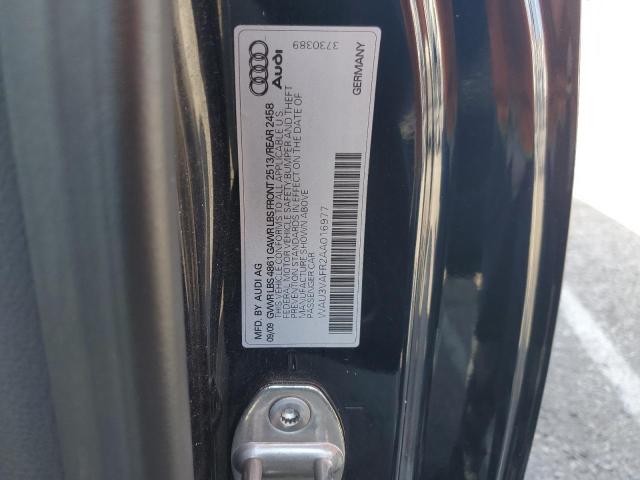 Audi
3730389
GERMANY
MFD. BY AUDI AG
09/09 GVWR LBS 4861 GAWR LBS FRONT 2513/REAR 2458
THIS VEHICLE CONFORMS TO ALL APPLICABLE U.S.
FEDERAL MOTOR VEHICLE SAFETY BUMPER AND THEFT
PREVENTION STANDARDS IN EFFECT ON THE DATE OF
MANUFACTURE SHOWN ABOVE
PASSENGER CAR
WAU3VAFR2AA016977